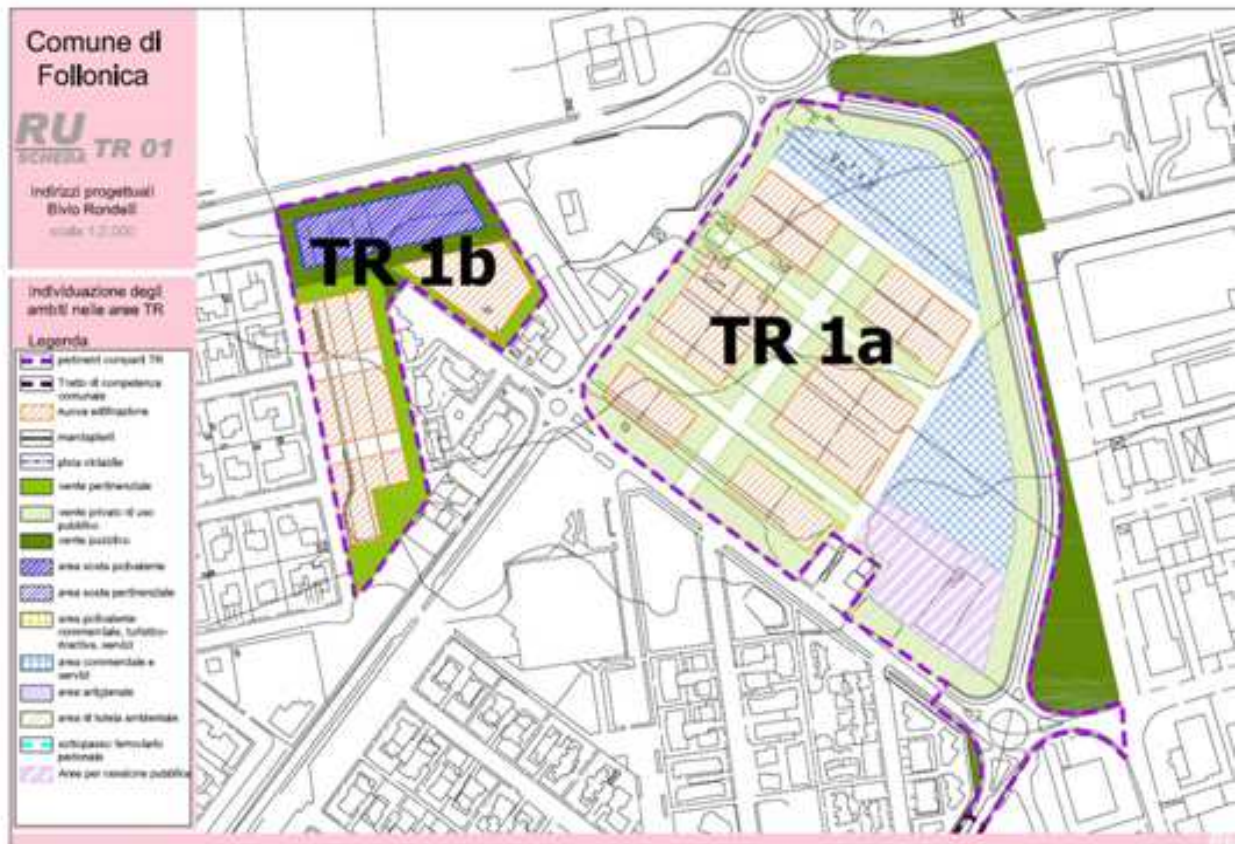 Comune di
Follonica
RU
SCHEDA TR 01
Indirizzi progettuali
Bivio Rondelli
scala 1:2.000
Individuazione degli
ambiti nelle aree TR
Legenda
perimetri comparti TR
Tratto di competenza
comunale
nuova edificazione
marciapiedi
pista ciclabile
verde pertinenziale
verde privato di uso
pubblico
verde pubblico
area sosta polivalente
area sosta pertinenziale
area polivalente
commerciale, turistico-
ricettiva, servizi
area commerciale e
servizi
area artigianale
area di tutela ambientale
sottopasso ferroviario
pedonale
Area per cessione pubblica
TR 1b
TR 1a